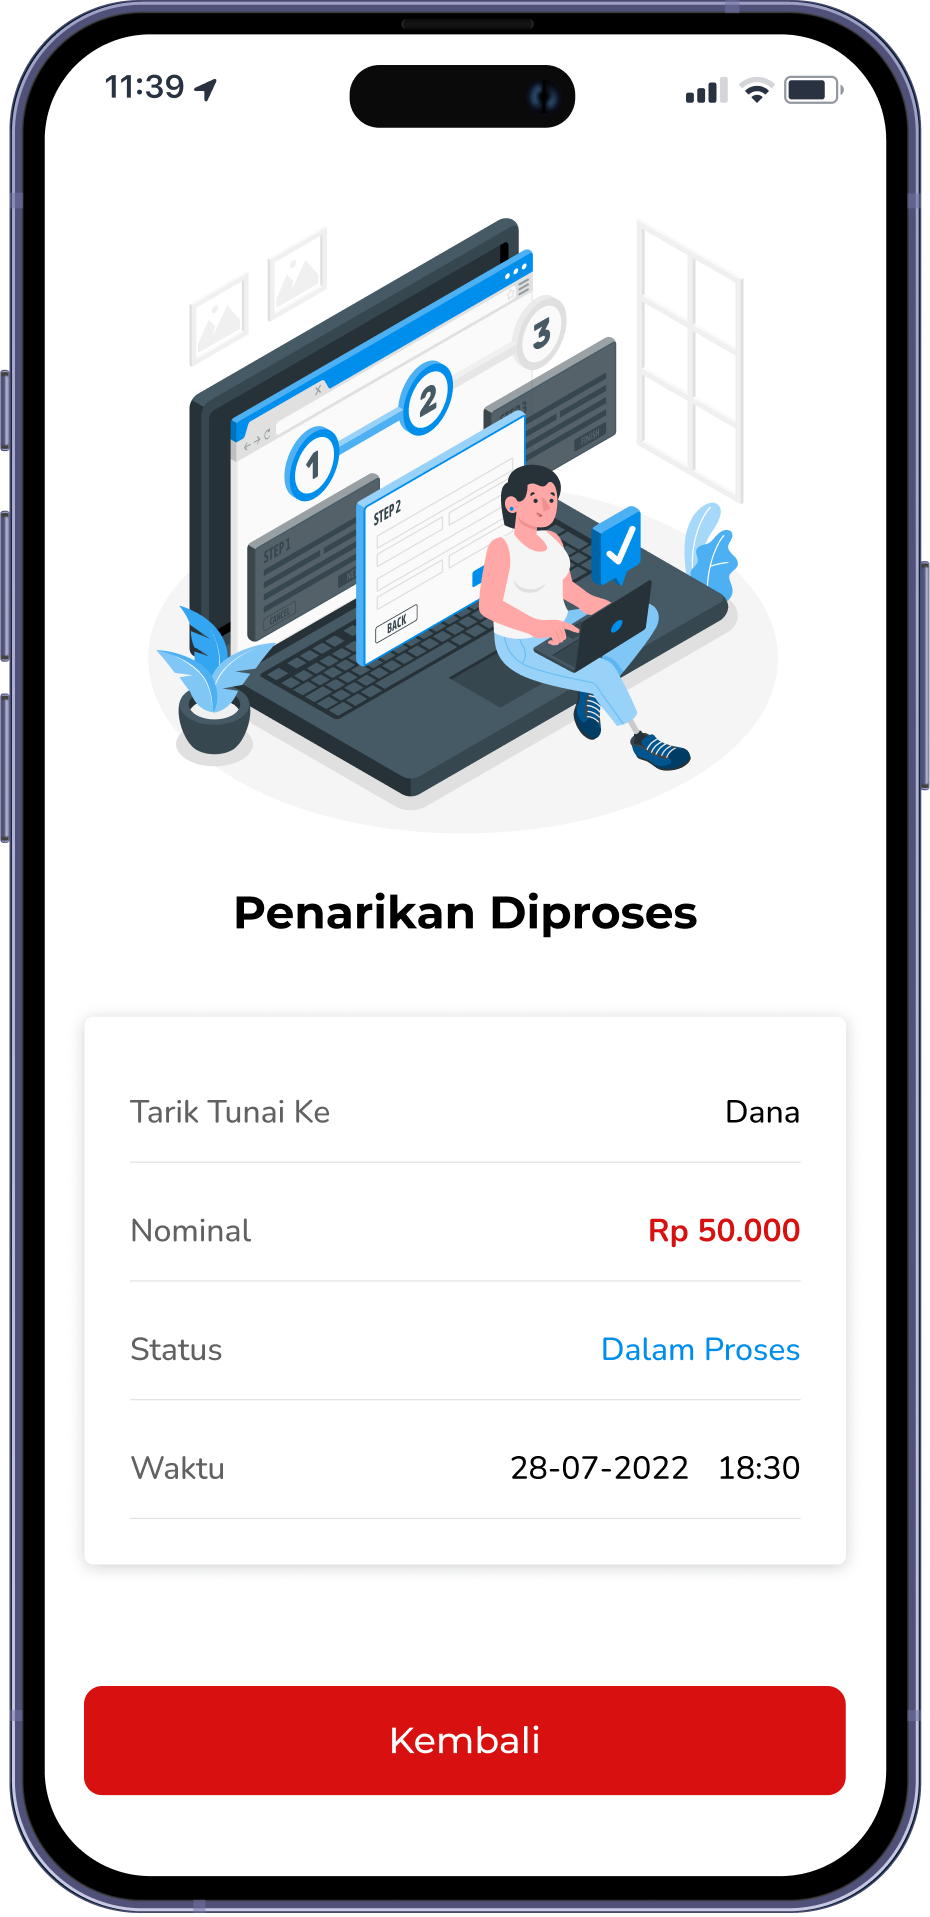 11:39
3
2
1
STEP 2
STEP 1
FINISH
BACK
CANCEL
Penarikan Diproses
Tarik Tunai Ke Dana
Nominal Rp 50.000
Status Dalam Proses
Waktu 28-07-2022 18:30
Kembali